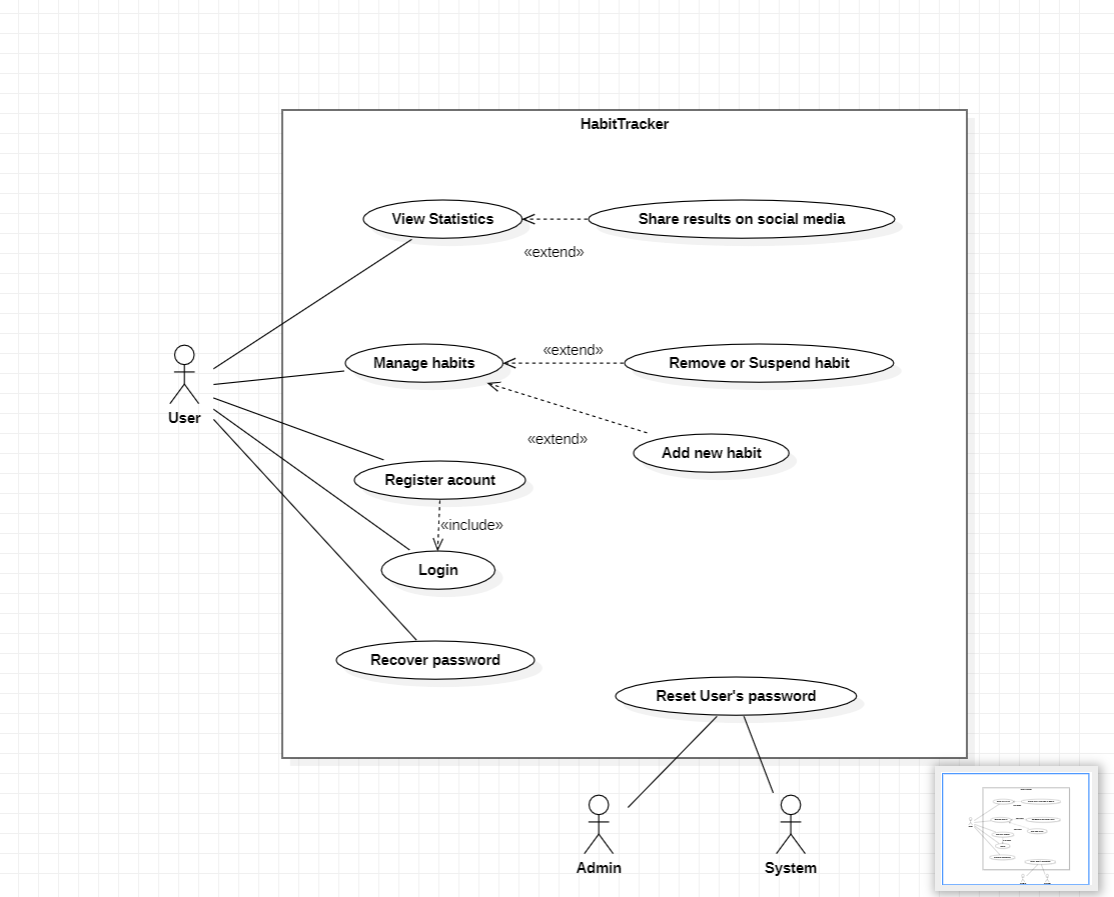 HabitTracker
View Statistics
Share results on social media
«extend»
«extend»
Manage habits
Remove or Suspend habit
User
«extend»
Add new habit
Register acount
«include»
Login
Recover password
Reset User's password
Admin
System